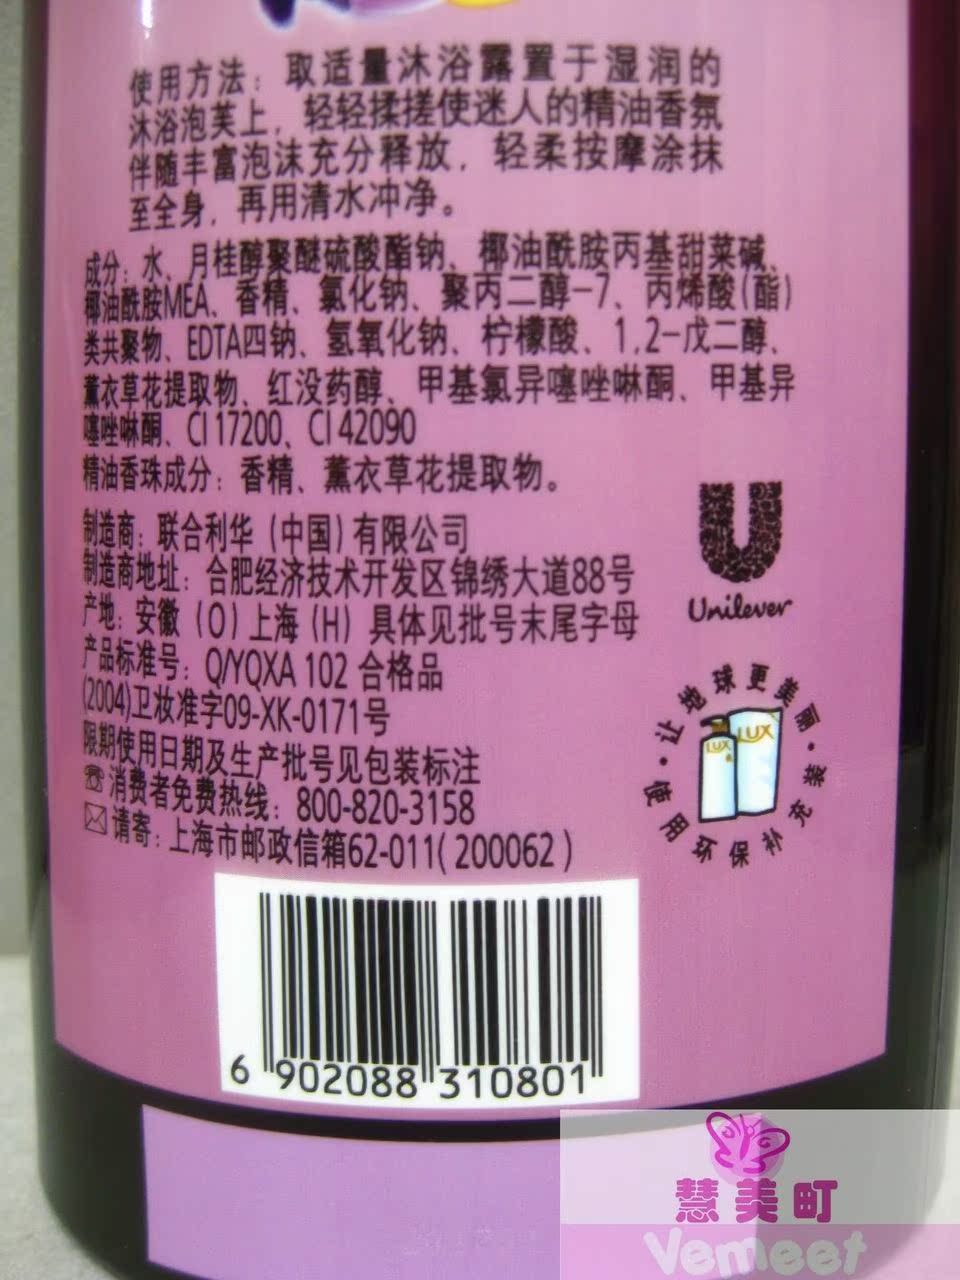 使用方法：取适量沐浴露置于湿润的
沐浴泡芙上，轻轻揉搓使迷人的精油香氛
伴随丰富泡沫充分释放，轻柔按摩涂抹
至全身，再用清水冲净。
成分：水、月桂醇聚醚硫酸酯钠、椰油酰胺丙基甜菜碱、
椰油酰胺MEA、香精、氯化钠、聚丙二醇-7、丙烯酸(酯)
类共聚物、EDTA四钠、氢氧化钠、柠檬酸、1,2-戊二醇、
薰衣草花提取物、红没药醇、甲基氯异噻唑啉酮、甲基异
噻唑啉酮、CI 17200、CI 42090
精油香珠成分：香精、薰衣草花提取物。
制造商：联合利华（中国）有限公司
制造商地址：合肥经济技术开发区锦绣大道88号
产地：安徽（O）上海（H）具体见批号末尾字母
产品标准号：Q/YQXA 102 合格品
(2004)卫妆准字09-XK-0171号
限期使用日期及生产批号见包装标注
消费者免费热线：800-820-3158
请寄：上海市邮政信箱62-011(200062)
Unilever
让地球更美丽
LUX
LUX
使用环保补充装
6 902088 310801
慧美町
Vemeet